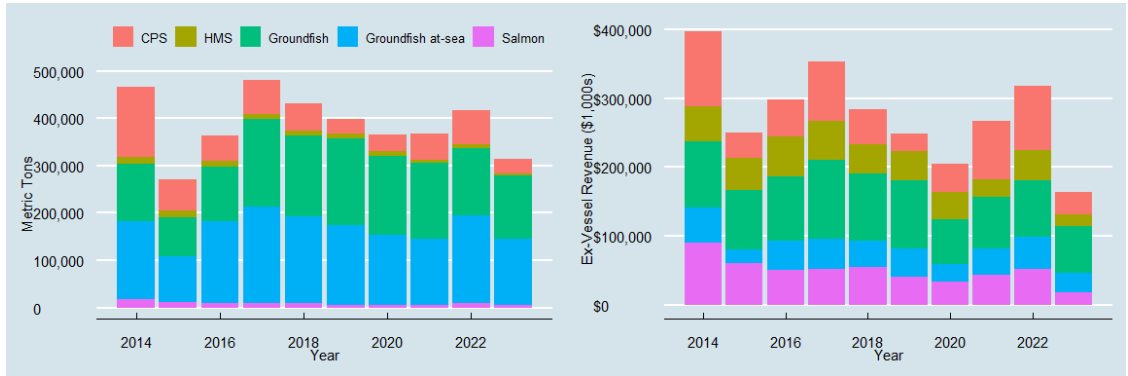 CPS HMS Groundfish Groundfish at-sea Salmon
Metric Tons
500,000
400,000
300,000
200,000
100,000
0
2014 2016 2018 2020 2022
Year
Ex-Vessel Revenue ($1,000s)
$400,000
$300,000
$200,000
$100,000
$0
2014 2016 2018 2020 2022
Year